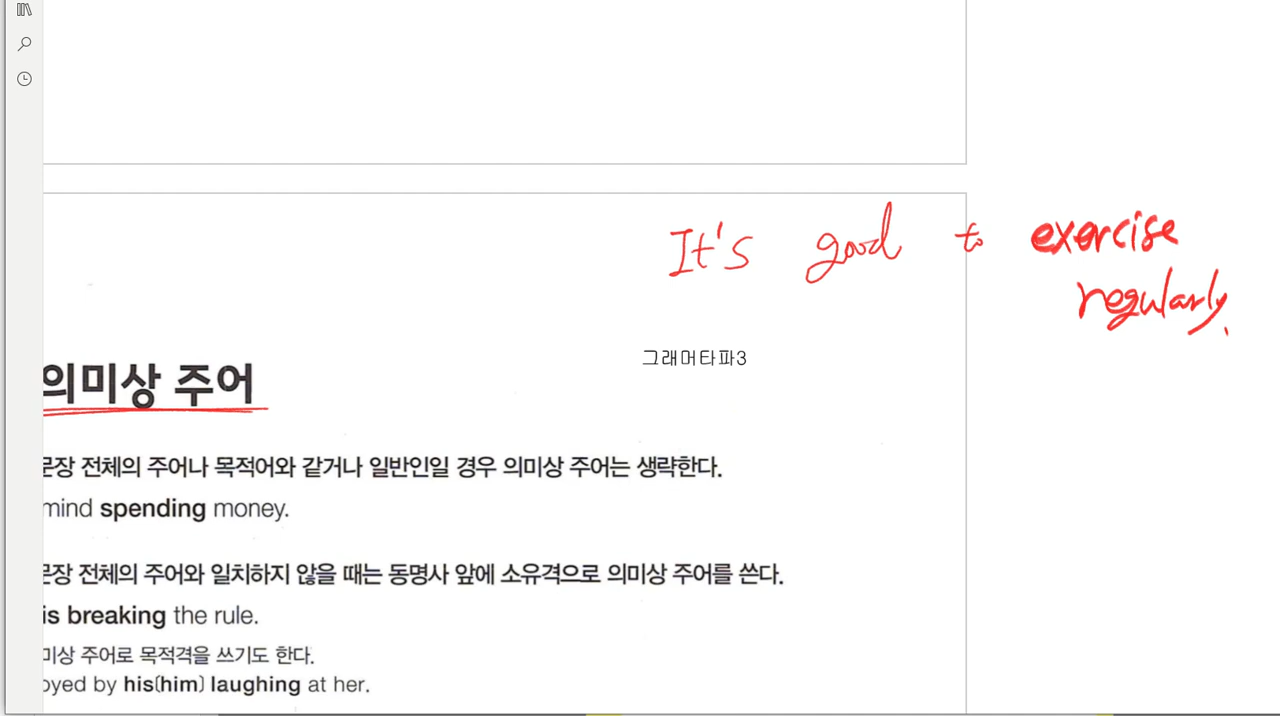 It's good to exercise
regularly.
그래머타파3
의미상 주어
문장 전체의 주어나 목적어와 같거나 일반인일 경우 의미상 주어는 생략한다.
mind spending money.
문장 전체의 주어와 일치하지 않을 때는 동명사 앞에 소유격으로 의미상 주어를 쓴다.
is breaking the rule.
미상 주어로 목적격을 쓰기도 한다.
oyed by his(him) laughing at her.